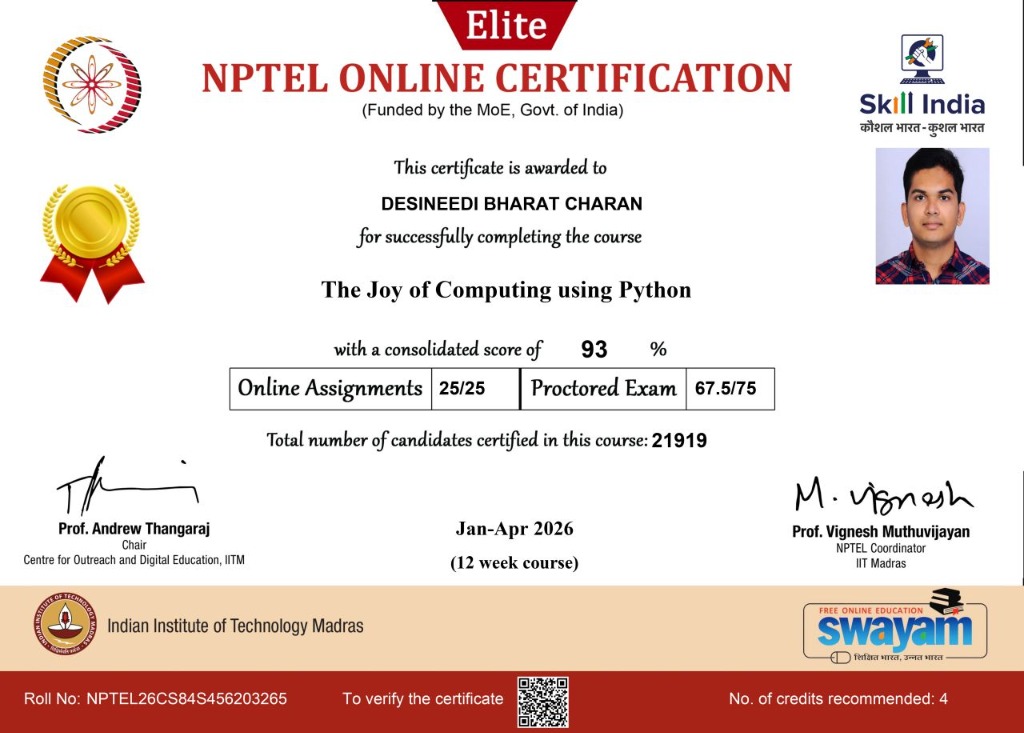 Elite
NPTEL ONLINE CERTIFICATION
(Funded by the MoE, Govt. of India)
Skill India
कौशल भारत - कुशल भारत
This certificate is awarded to
DESINEEDI BHARAT CHARAN
for successfully completing the course
The Joy of Computing using Python
with a consolidated score of 93 %
Online Assignments 25/25 Proctored Exam 67.5/75
Total number of candidates certified in this course: 21919
M. Vignesh
Prof. Andrew Thangaraj
Chair
Centre for Outreach and Digital Education, IITM
Jan-Apr 2026
(12 week course)
Prof. Vignesh Muthuvijayan
NPTEL Coordinator
IIT Madras
INDIAN INSTITUTE OF TECHNOLOGY MADRAS
Indian Institute of Technology Madras
FREE ONLINE EDUCATION
swayam
शिक्षित भारत, उन्नत भारत
Roll No: NPTEL26CS84S456203265
To verify the certificate
No. of credits recommended: 4